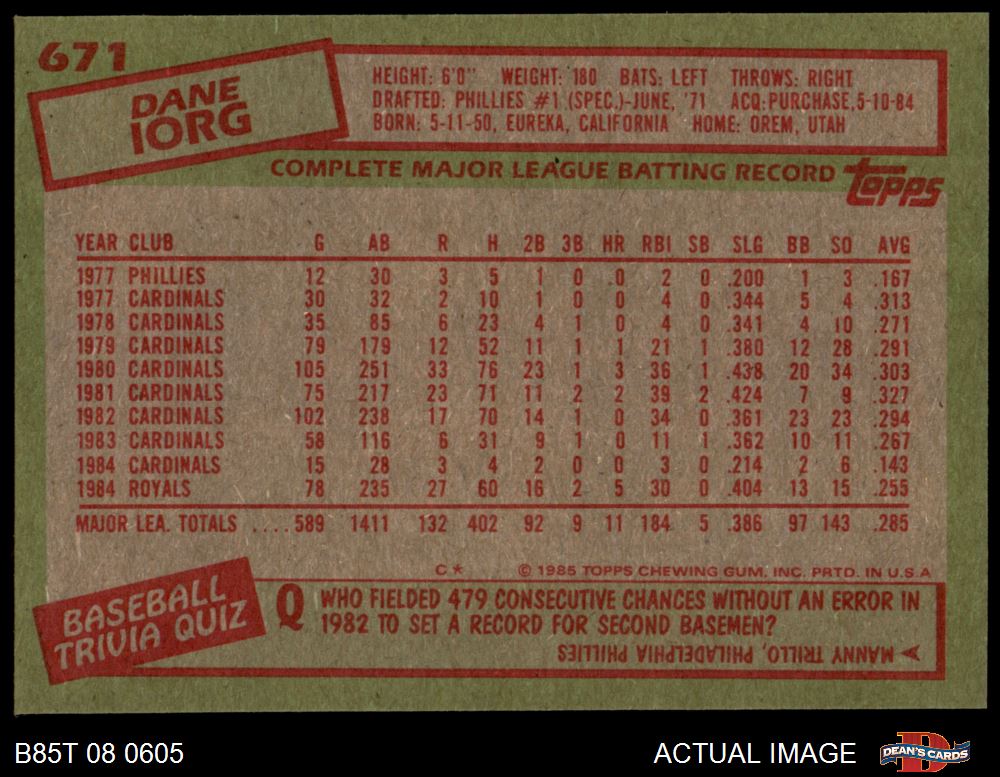 671
DANE
IORG
HEIGHT: 6'0" WEIGHT: 180 BATS: LEFT THROWS: RIGHT
DRAFTED: PHILLIES #1 (SPEC.)-JUNE, '71 ACQ:PURCHASE,5-10-84
BORN: 5-11-50, EUREKA, CALIFORNIA HOME: OREM, UTAH
COMPLETE MAJOR LEAGUE BATTING RECORD topps
YEAR CLUB G AB R H 2B 3B HR RBI SB SLG BB SO AVG
1977 PHILLIES 12 30 3 5 1 0 0 2 0 .200 1 3 .167
1977 CARDINALS 30 32 2 10 1 0 0 4 0 .344 5 4 .313
1978 CARDINALS 35 85 6 23 4 1 0 4 0 .341 4 10 .271
1979 CARDINALS 79 179 12 52 11 1 1 21 1 .380 12 28 .291
1980 CARDINALS 105 251 33 76 23 1 3 36 1 .438 20 34 .303
1981 CARDINALS 75 217 23 71 11 2 2 39 2 .424 7 9 .327
1982 CARDINALS 102 238 17 70 14 1 0 34 0 .361 23 23 .294
1983 CARDINALS 58 116 6 31 9 1 0 11 1 .362 10 11 .267
1984 CARDINALS 15 28 3 4 2 0 0 3 0 .214 2 6 .143
1984 ROYALS 78 235 27 60 16 2 5 30 0 .404 13 15 .255
MAJOR LEA. TOTALS ....589 1411 132 402 92 9 11 184 5 .386 97 143 .285
C* © 1985 TOPPS CHEWING GUM, INC. PRTD. IN U.S.A
BASEBALL
TRIVIA QUIZ
Q WHO FIELDED 479 CONSECUTIVE CHANCES WITHOUT AN ERROR IN
1982 TO SET A RECORD FOR SECOND BASEMEN?
A MANNY TRILLO, PHILADELPHIA PHILLIES
B85T 08 0605 ACTUAL IMAGE DEAN'S CARDS